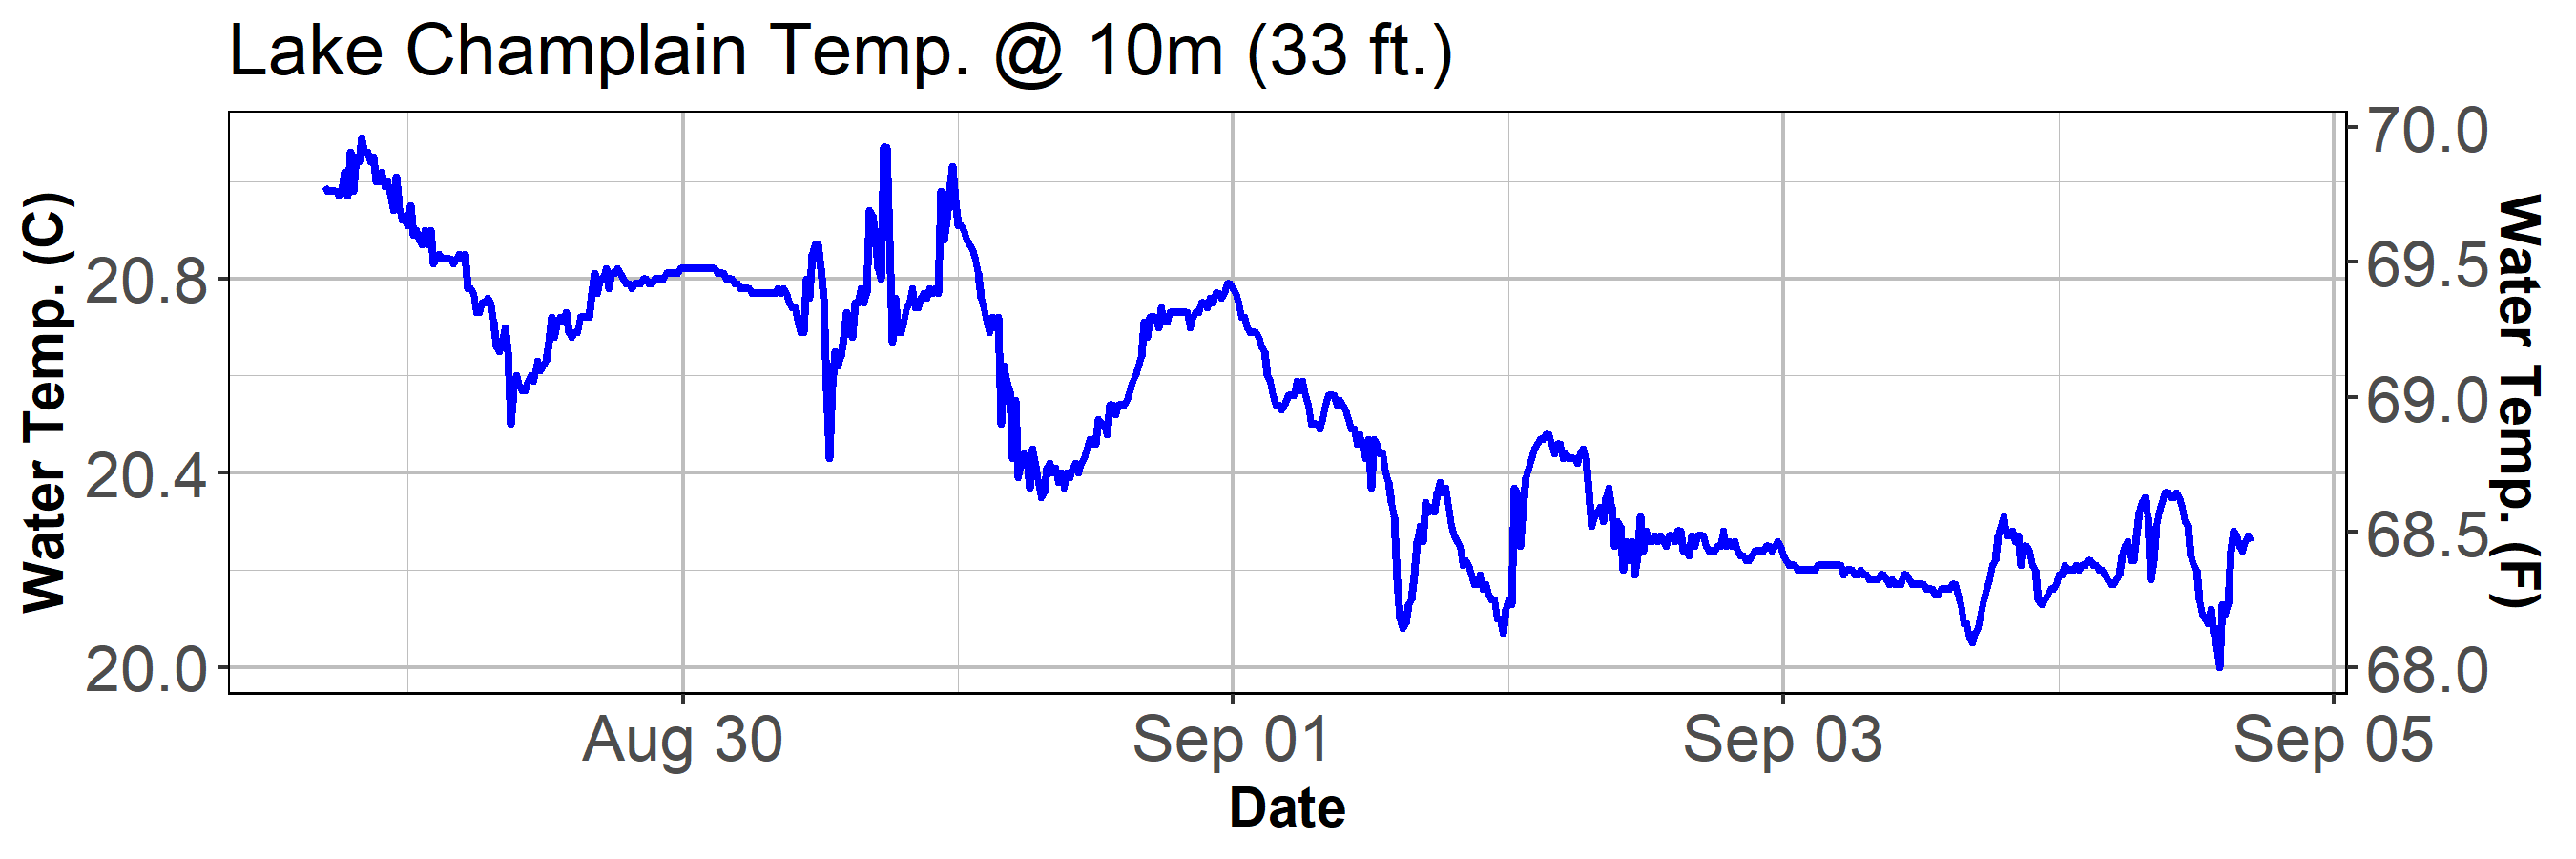 Lake Champlain Temp. @ 10m (33 ft.)
Water Temp. (C)
20.8
20.4
20.0
70.0
69.5
69.0
68.5
68.0
Water Temp. (F)
Aug 30
Sep 01
Sep 03
Sep 05
Date